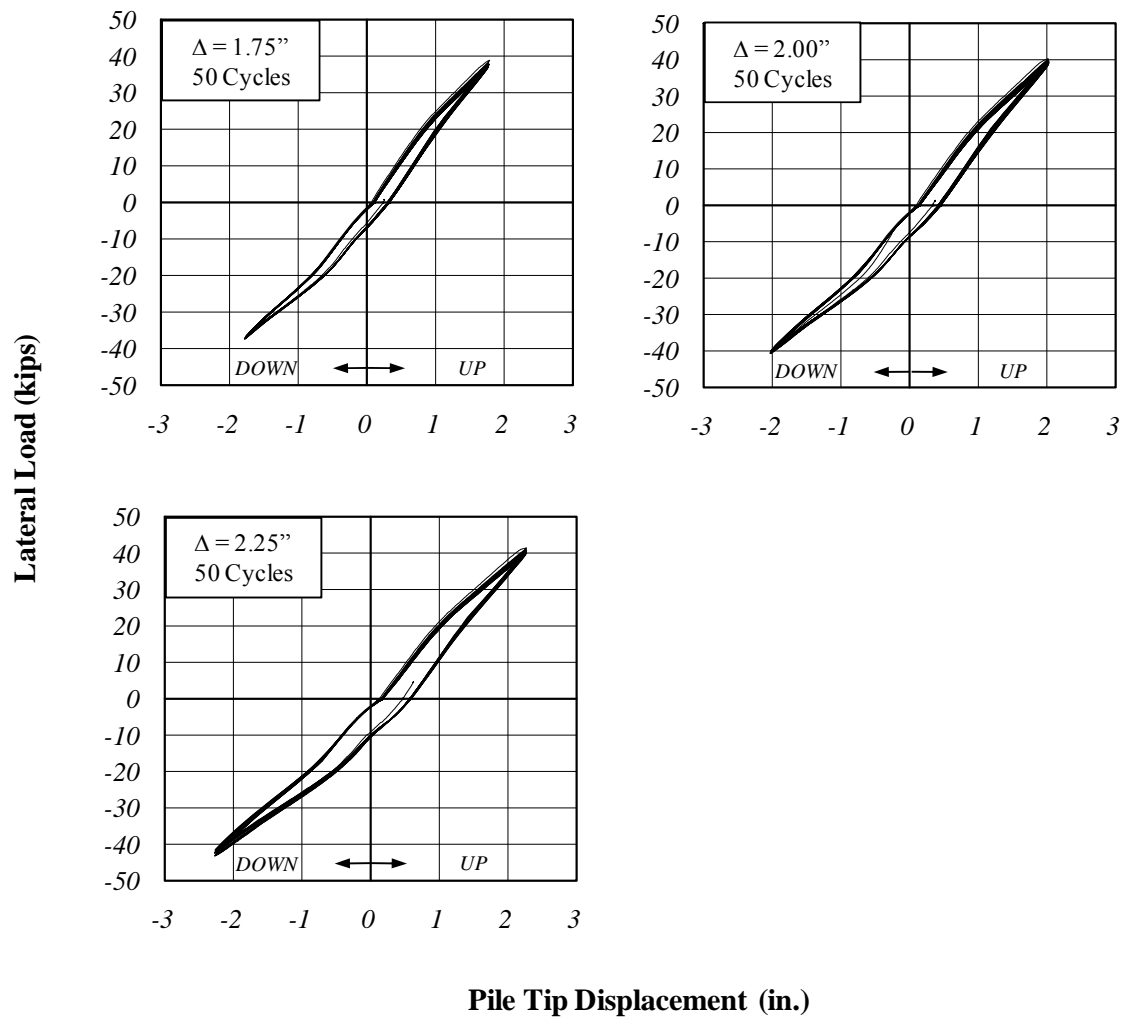 Δ = 1.75”
50 Cycles
50
40
30
20
10
0
-10
-20
-30
-40
-50
DOWN UP
-3 -2 -1 0 1 2 3
Δ = 2.00”
50 Cycles
50
40
30
20
10
0
-10
-20
-30
-40
-50
DOWN UP
-3 -2 -1 0 1 2 3
Lateral Load (kips)
Δ = 2.25”
50 Cycles
50
40
30
20
10
0
-10
-20
-30
-40
-50
DOWN UP
-3 -2 -1 0 1 2 3
Pile Tip Displacement (in.)